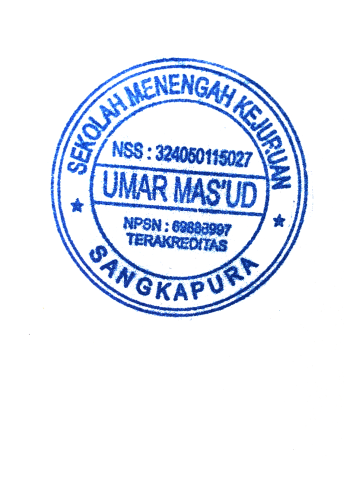 SEKOLAH MENENGAH KEJURUAN
NSS : 324050115027
UMAR MAS'UD
NPSN : 69888997
TERAKREDITAS
SANGKAPURA